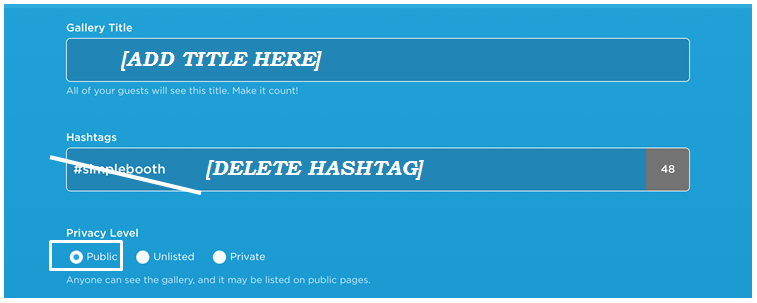 Gallery Title
[ADD TITLE HERE]
All of your guests will see this title. Make it count!
Hashtags
#simplebooth [DELETE HASHTAG] 48
Privacy Level
Public Unlisted Private
Anyone can see the gallery, and it may be listed on public pages.